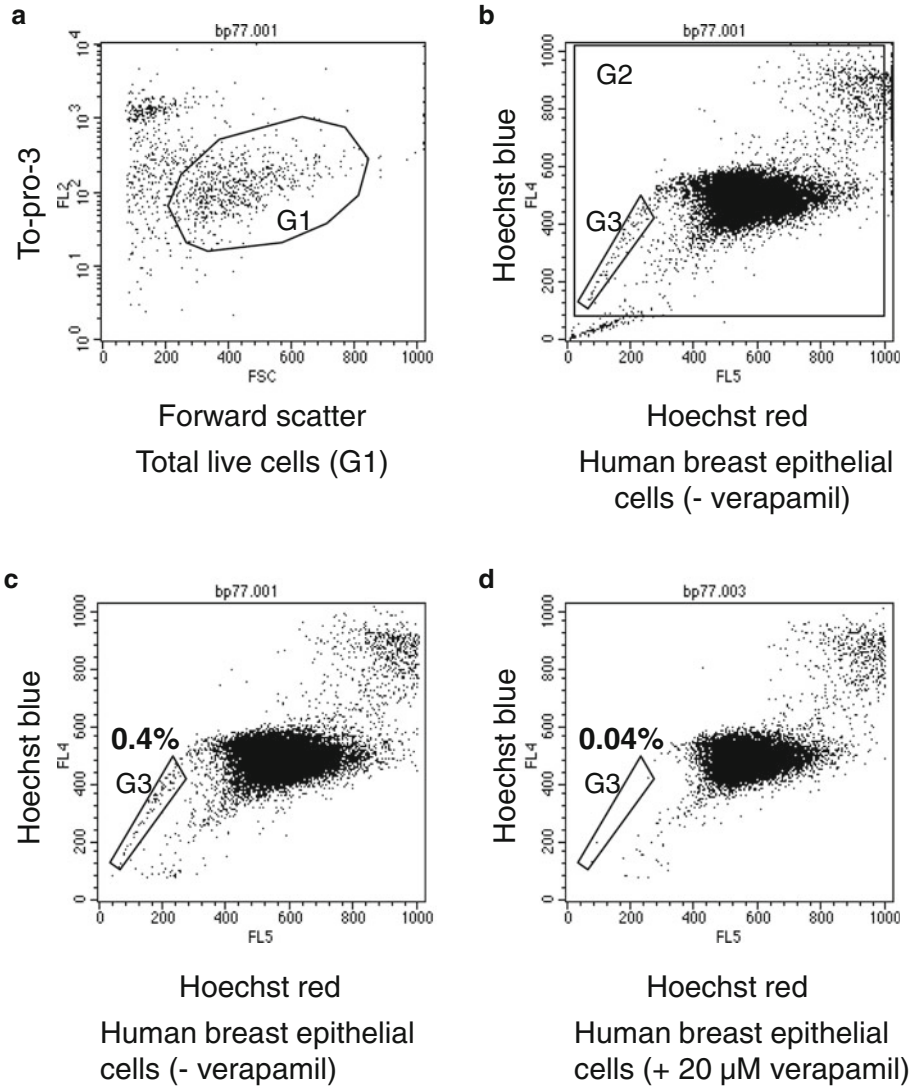 a
bp77.001
10^4
10^3
10^2
10^1
10^0
To-pro-3
FL2
G1
0 200 400 600 800 1000
FSC
Forward scatter
Total live cells (G1)
b
bp77.001
1000
800
600
400
200
0
Hoechst blue
FL4
G2
G3
0 200 400 600 800 1000
FL5
Hoechst red
Human breast epithelial
cells (- verapamil)
c
bp77.001
1000
800
600
400
200
0
Hoechst blue
FL4
0.4%
G3
0 200 400 600 800 1000
FL5
Hoechst red
Human breast epithelial
cells (- verapamil)
d
bp77.003
1000
800
600
400
200
0
Hoechst blue
FL4
0.04%
G3
0 200 400 600 800 1000
FL5
Hoechst red
Human breast epithelial
cells (+ 20 µM verapamil)